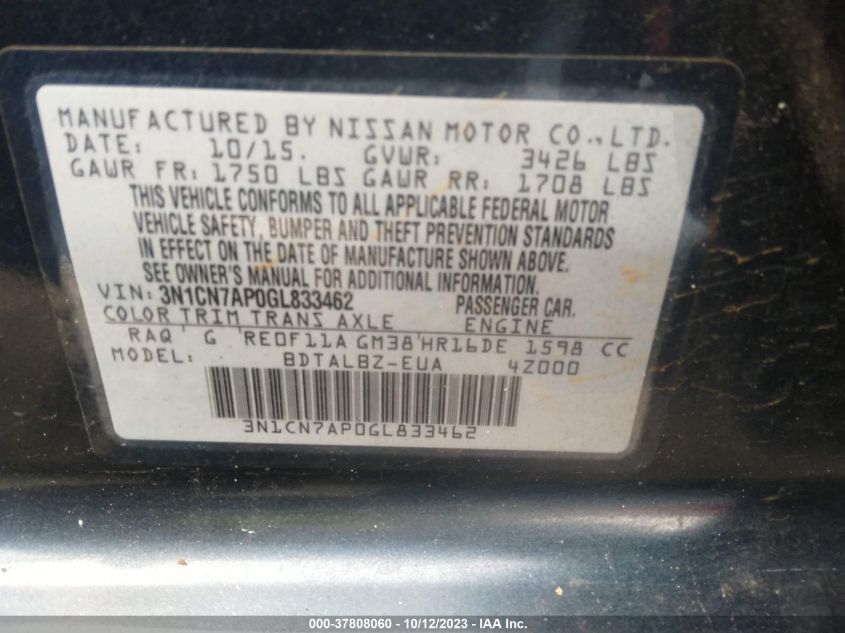 MANUFACTURED BY NISSAN MOTOR CO., LTD.
DATE: 10/15. GVWR: 3426 LBS
GAWR FR: 1750 LBS GAWR RR: 1708 LBS
THIS VEHICLE CONFORMS TO ALL APPLICABLE FEDERAL MOTOR
VEHICLE SAFETY, BUMPER AND THEFT PREVENTION STANDARDS
IN EFFECT ON THE DATE OF MANUFACTURE SHOWN ABOVE.
SEE OWNER'S MANUAL FOR ADDITIONAL INFORMATION.
VIN: 3N1CN7AP0GL833462 PASSENGER CAR.
COLOR TRIM TRANS AXLE ENGINE
RAQ' G 'RE0F11A GM38'HR16DE 1598 CC
MODEL: BDTALBZ-EUA 4Z000
3N1CN7AP0GL833462
000-37808060 - 10/12/2023 - IAA Inc.